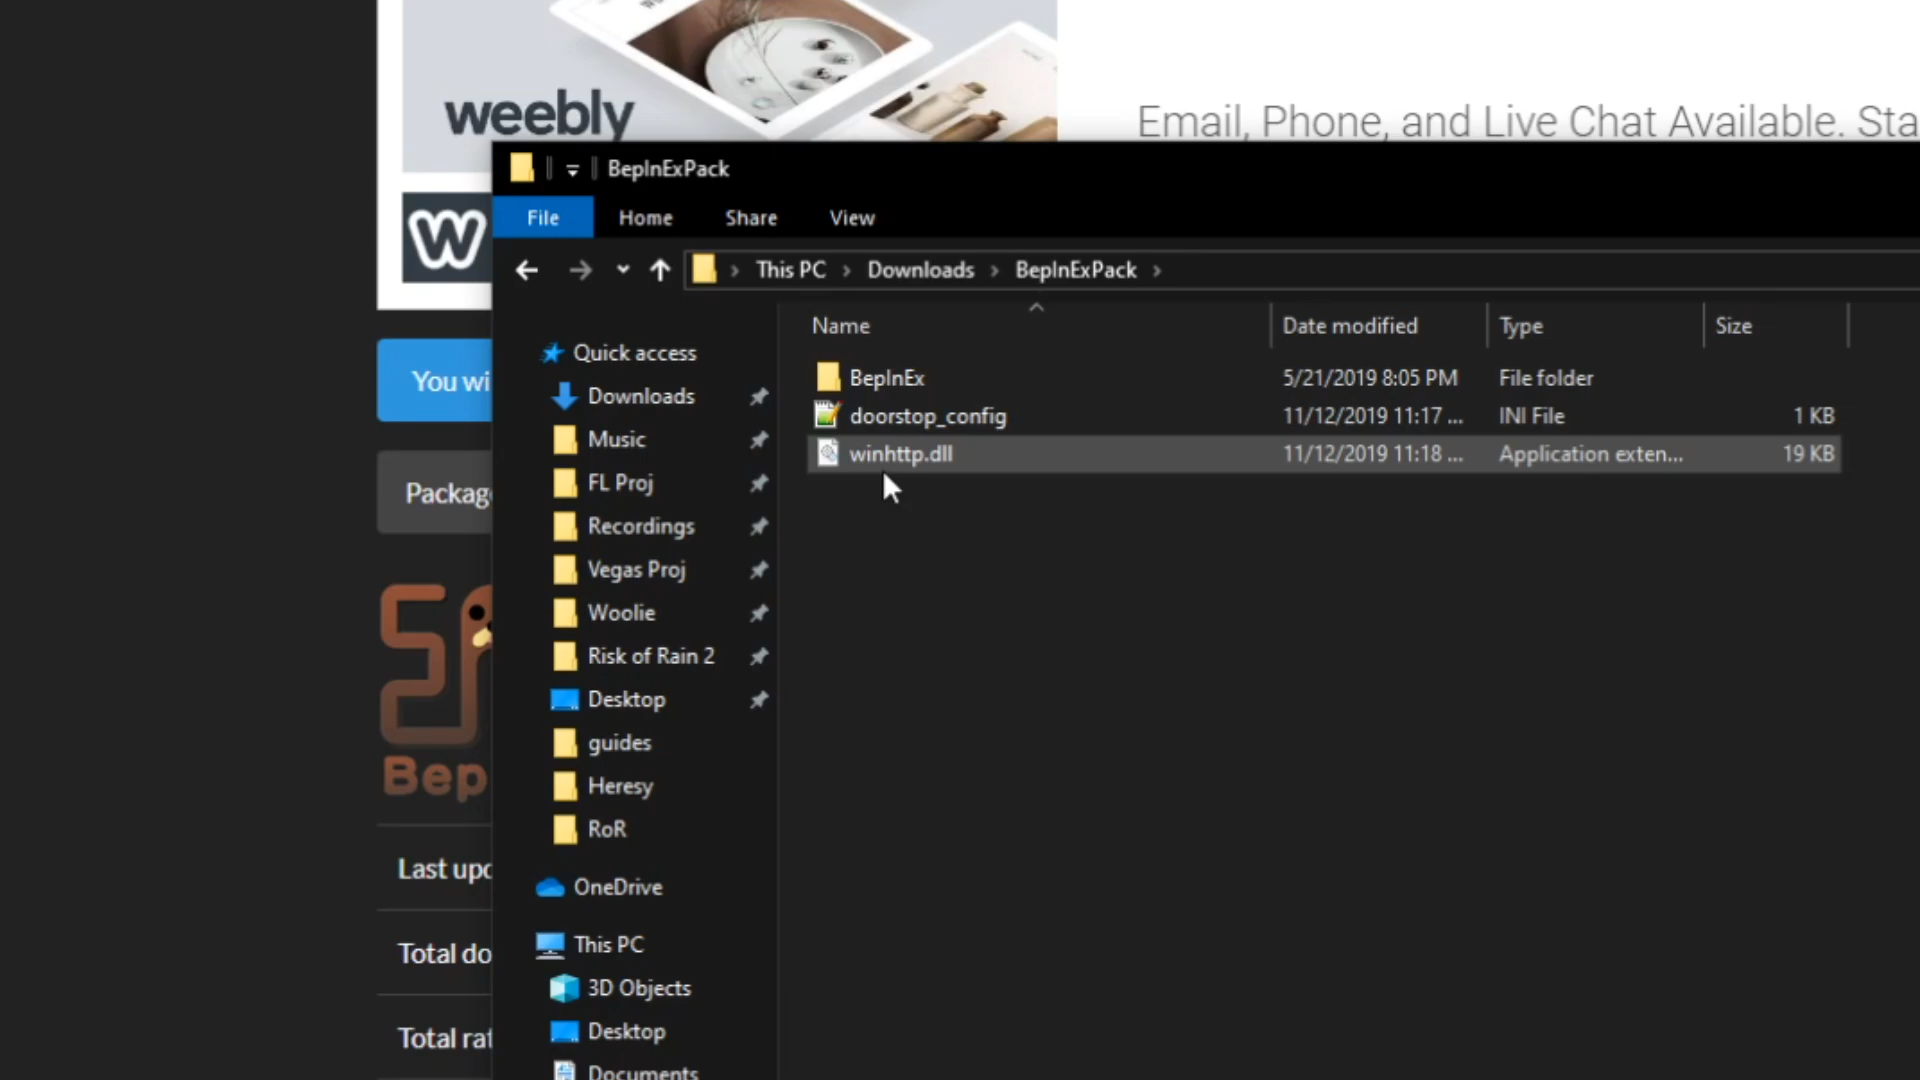 weebly
Email, Phone, and Live Chat Available. Sta
W
BepInExPack
File Home Share View
This PC > Downloads > BepInExPack >
Name Date modified Type Size
Quick access
Downloads
Music
FL Proj
Recordings
Vegas Proj
Woolie
Risk of Rain 2
Desktop
guides
Heresy
RoR
OneDrive
This PC
3D Objects
Desktop
Documents
BepInEx 5/21/2019 8:05 PM File folder
doorstop_config 11/12/2019 11:17 ... INI File 1 KB
winhttp.dll 11/12/2019 11:18 ... Application exten... 19 KB
You wi
Packag
Bep
Last up
Total do
Total rat